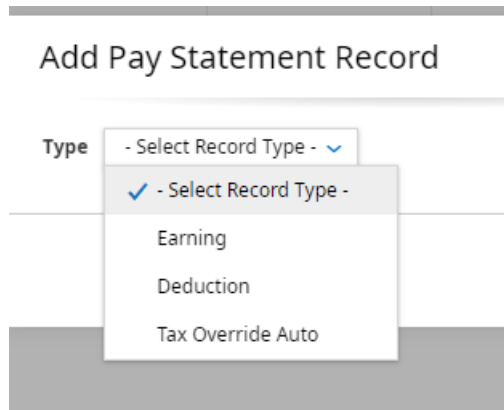 Add Pay Statement Record
Type - Select Record Type -
- Select Record Type -
Earning
Deduction
Tax Override Auto